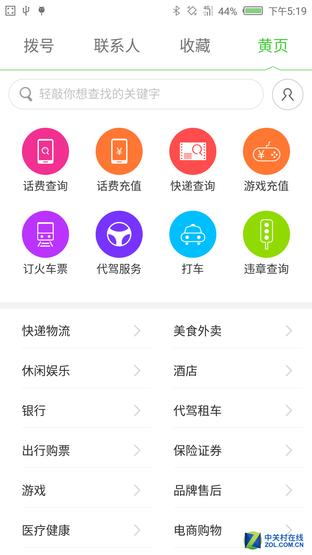 44% 下午5:19
拨号 联系人 收藏 黄页
轻敲你想查找的关键字
话费查询 话费充值 快递查询 游戏充值
订火车票 代驾服务 打车 违章查询
快递物流 美食外卖
休闲娱乐 酒店
银行 代驾租车
出行购票 保险证券
游戏 品牌售后
医疗健康 电商购物
中关村在线
ZOL.COM.CN